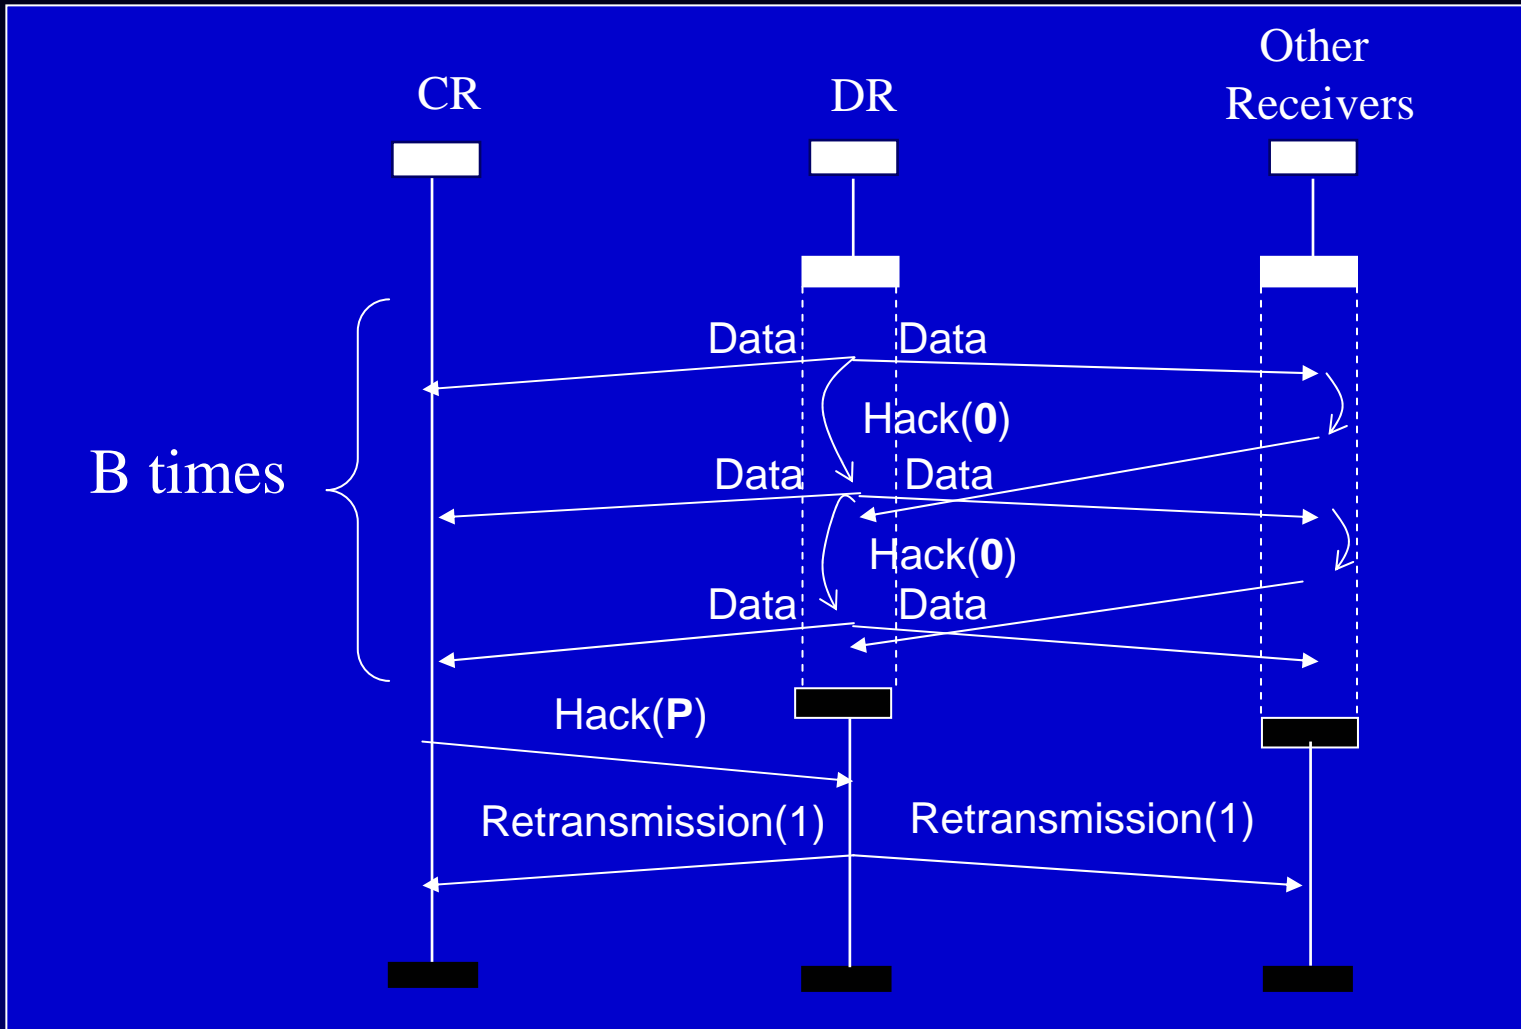 CR
DR
Other
Receivers
Data
Data
Hack(0)
B times
Data
Data
Hack(0)
Data
Data
Hack(P)
Retransmission(1)
Retransmission(1)